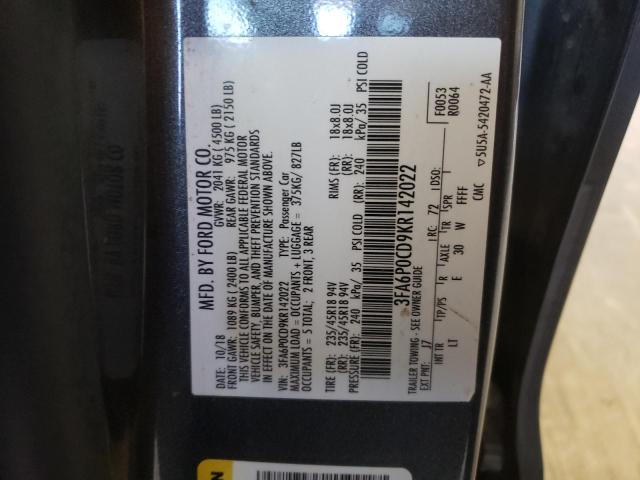 MFD. BY FORD MOTOR CO.
10/18 GVWR: 2041 KG ( 4500 LB)
FRONT GAWR: 1089 KG ( 2400 LB) REAR GAWR: 975 KG ( 2150 LB)
THIS VEHICLE CONFORMS TO ALL APPLICABLE FEDERAL MOTOR
VEHICLE SAFETY, BUMPER, AND THEFT PREVENTION STANDARDS
IN EFFECT ON THE DATE OF MANUFACTURE SHOWN ABOVE.
VIN: 3FA6P0CD9KR142022 TYPE: Passenger Car
MAXIMUM LOAD = OCCUPANTS + LUGGAGE = 375KG/ 827LB
OCCUPANTS = 5 TOTAL; 2 FRONT, 3 REAR
TIRE (FR): 235/45R18 94V RIMS (FR): 18x8.0J
(RR): 235/45R18 94V (RR): 18x8.0J
PRESSURE (FR): 240 kPa/ 35 PSI COLD (RR): 240 kPa/ 35 PSI COLD
3FA6P0CD9KR142022
TRAILER TOWING - SEE OWNER GUIDE F0053
EXT PNT: J7 RC: 72 DSO: R0064
INT TR TP/PS R AXLE TR SPR
LT E 30 W FFFF
CMC 5U5A-5420472-AA